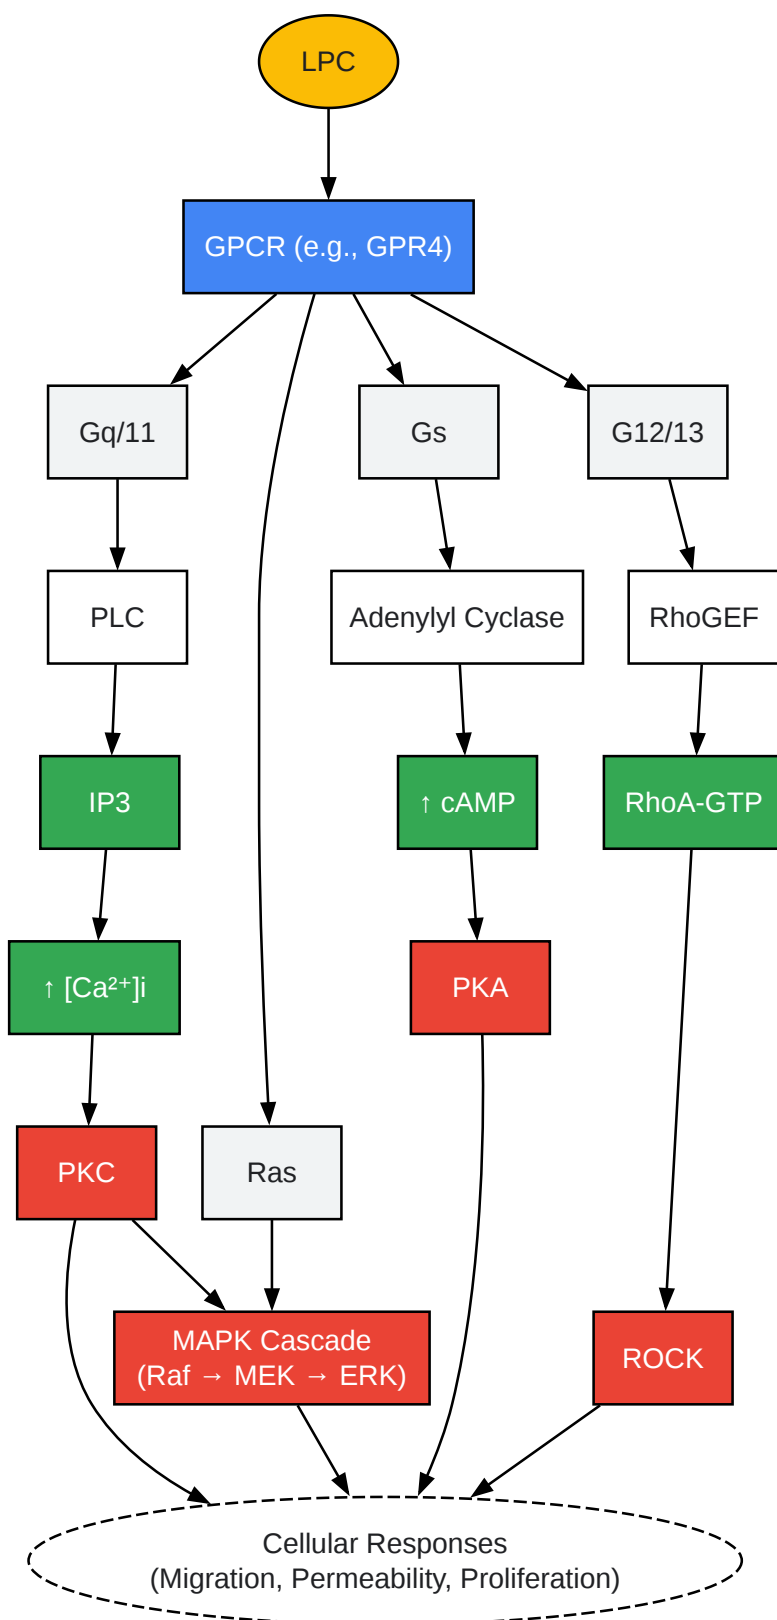 LPC
GPCR (e.g., GPR4)
Gq/11
Gs
G12/13
PLC
Adenylyl Cyclase
RhoGEF
IP3
↑ cAMP
RhoA-GTP
↑ [Ca²⁺]i
PKA
PKC
Ras
MAPK Cascade
(Raf → MEK → ERK)
ROCK
Cellular Responses
(Migration, Permeability, Proliferation)